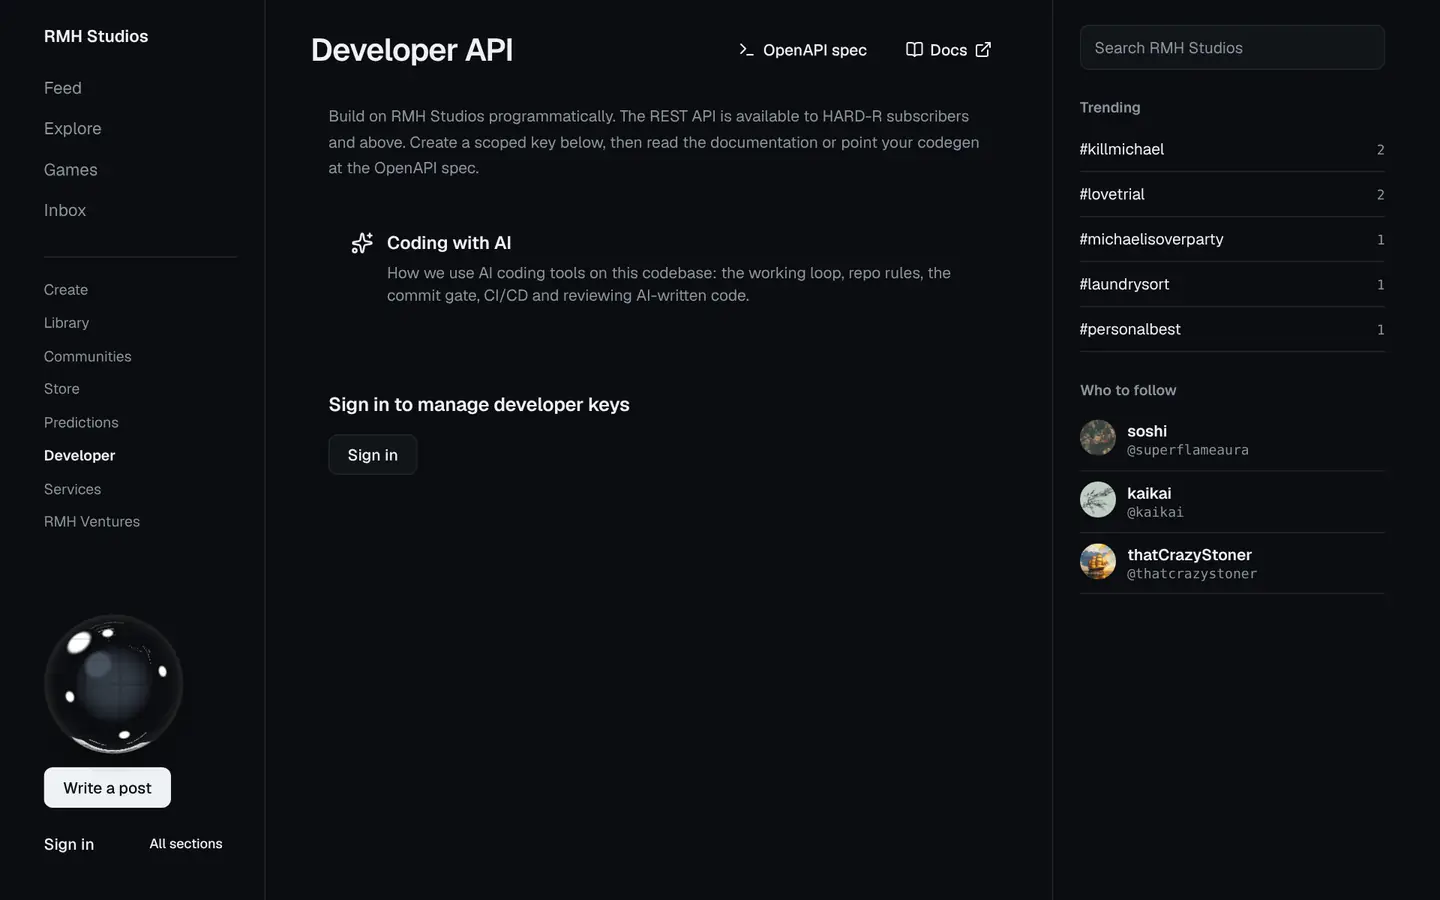 RMH Studios
Feed
Explore
Games
Inbox
Create
Library
Communities
Store
Predictions
Developer
Services
RMH Ventures
Write a post
Sign in
All sections
Developer API
OpenAPI spec
Docs
Build on RMH Studios programmatically. The REST API is available to HARD-R subscribers
and above. Create a scoped key below, then read the documentation or point your codegen
at the OpenAPI spec.
Coding with AI
How we use AI coding tools on this codebase: the working loop, repo rules, the
commit gate, CI/CD and reviewing AI-written code.
Sign in to manage developer keys
Sign in
Search RMH Studios
Trending
#killmichael 2
#lovetrial 2
#michaelisoverparty 1
#laundrysort 1
#personalbest 1
Who to follow
soshi
@superflameaura
kaikai
@kaikai
thatCrazyStoner
@thatcrazystoner